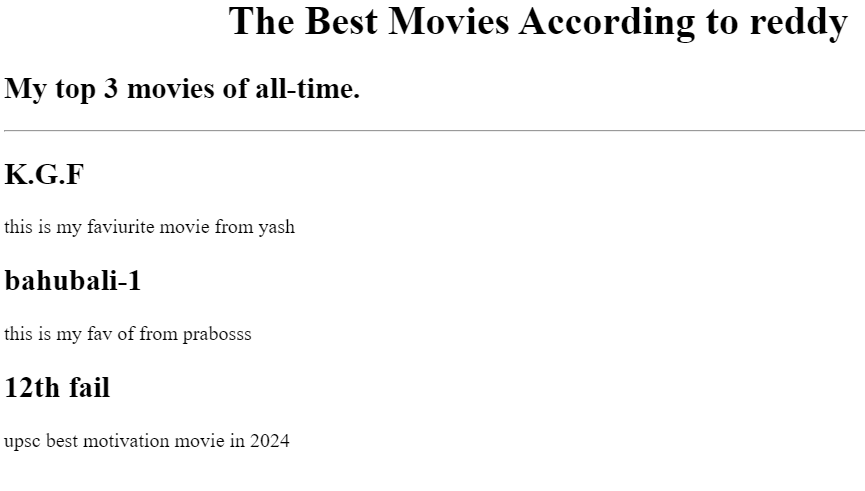 The Best Movies According to reddy
My top 3 movies of all-time.
K.G.F
this is my faviurite movie from yash
bahubali-1
this is my fav of from prabosss
12th fail
upsc best motivation movie in 2024